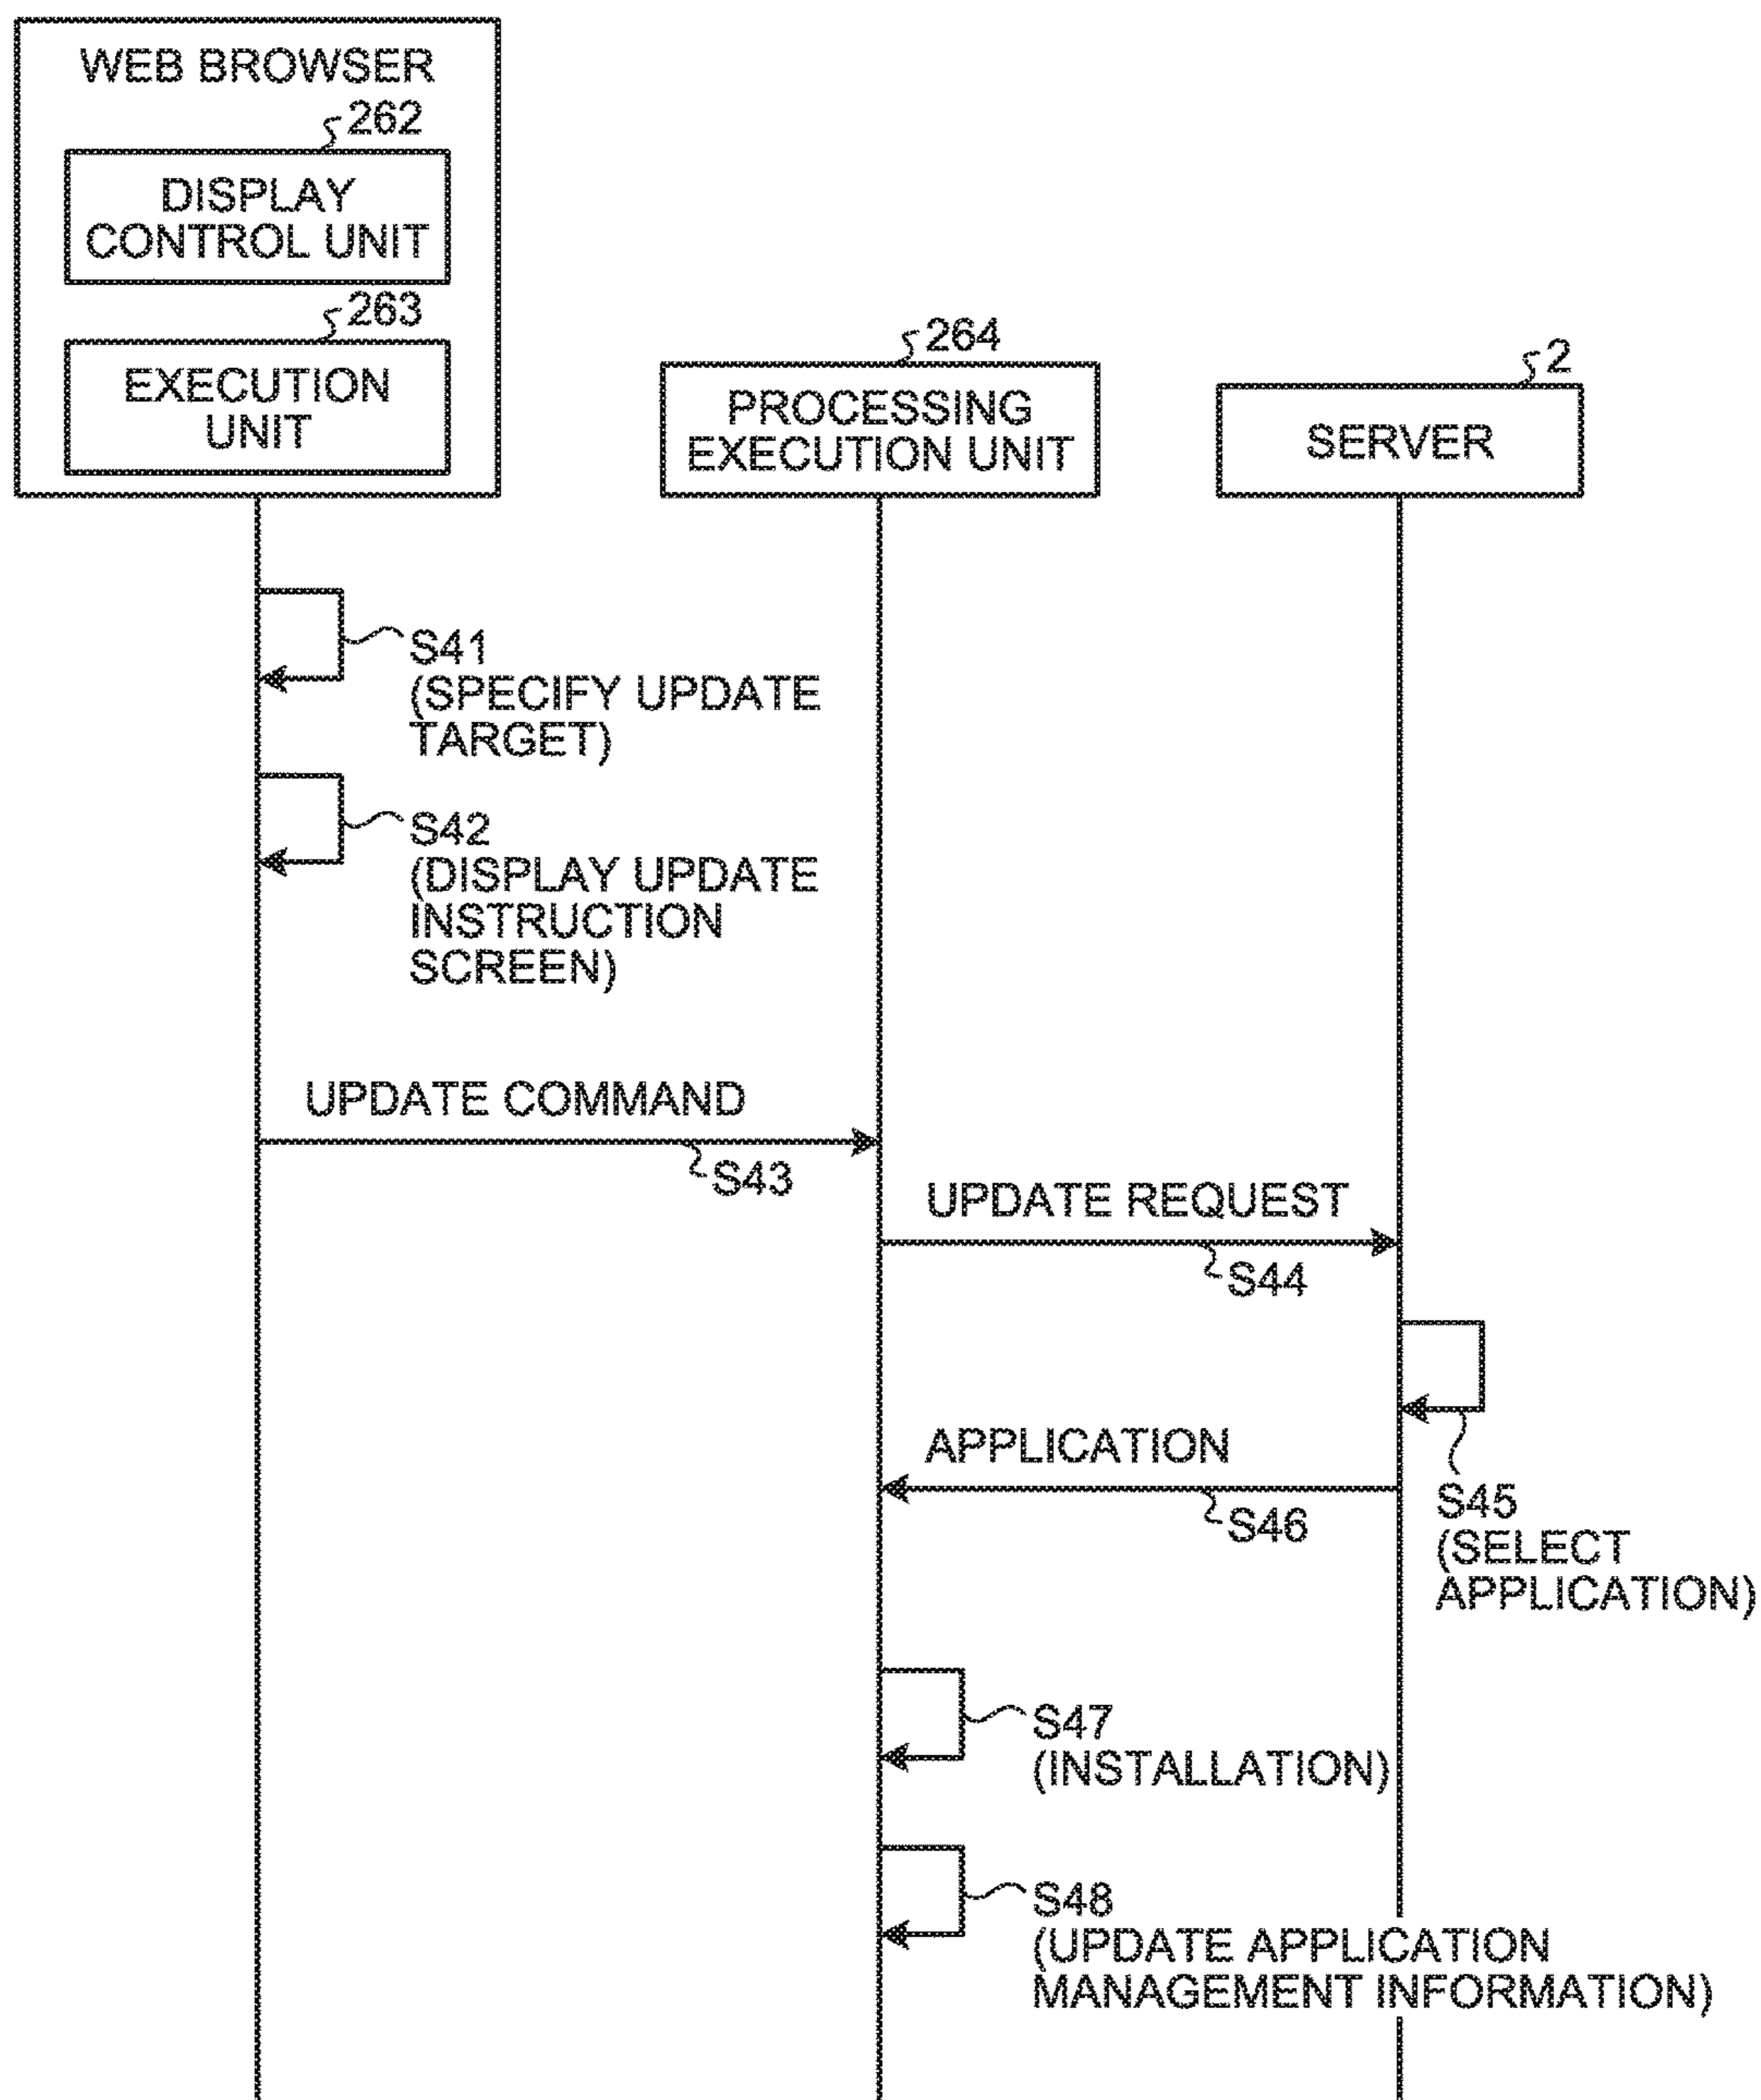 WEB BROWSER
262
DISPLAY
CONTROL UNIT
263
EXECUTION
UNIT
264
PROCESSING
EXECUTION UNIT
2
SERVER
S41
(SPECIFY UPDATE
TARGET)
S42
(DISPLAY UPDATE
INSTRUCTION
SCREEN)
UPDATE COMMAND
S43
UPDATE REQUEST
S44
APPLICATION
S46
S45
(SELECT
APPLICATION)
S47
(INSTALLATION)
S48
(UPDATE APPLICATION
MANAGEMENT INFORMATION)